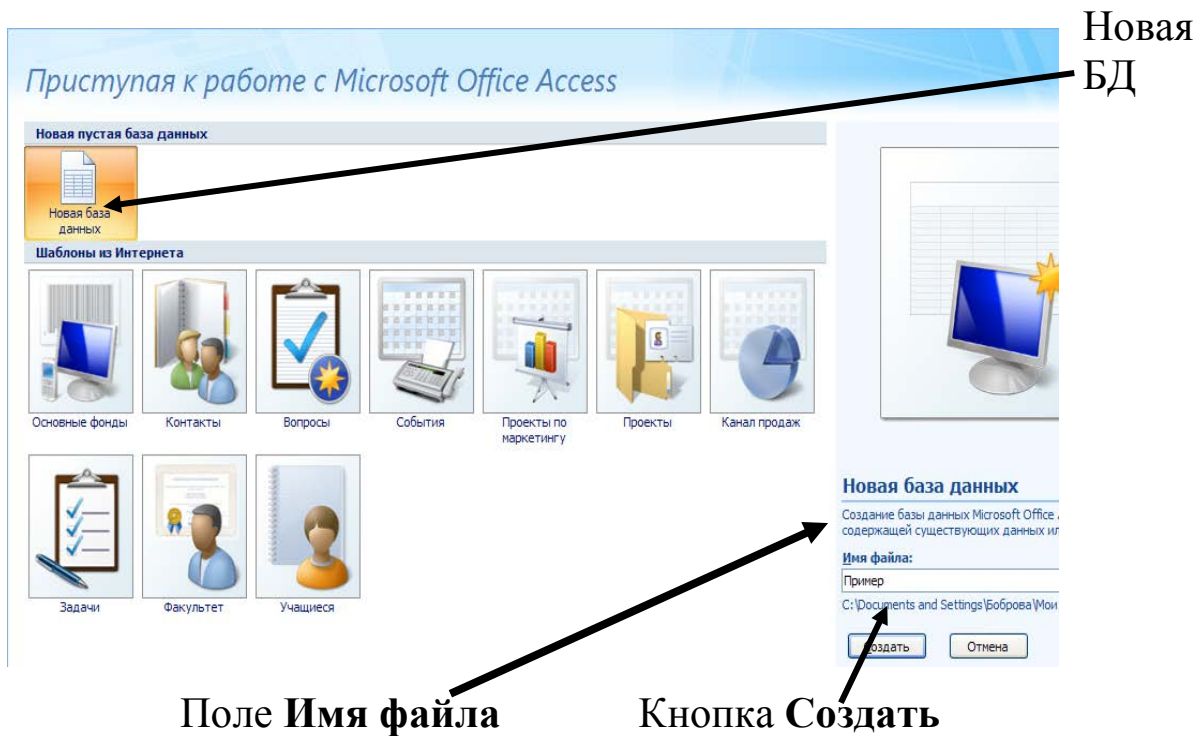 Новая
БД
Приступая к работе с Microsoft Office Access
Новая пустая база данных
Новая база
данных
Шаблоны из Интернета
Основные фонды
Контакты
Вопросы
События
Проекты по
маркетингу
Проекты
Канал продаж
Задачи
Факультет
Учащиеся
Новая база данных
Создание базы данных Microsoft Office
содержащей существующих данных ил
Имя файла:
Пример
C:\Documents and Settings\Боброва\Мои
Создать
Отмена
Поле Имя файла
Кнопка Создать